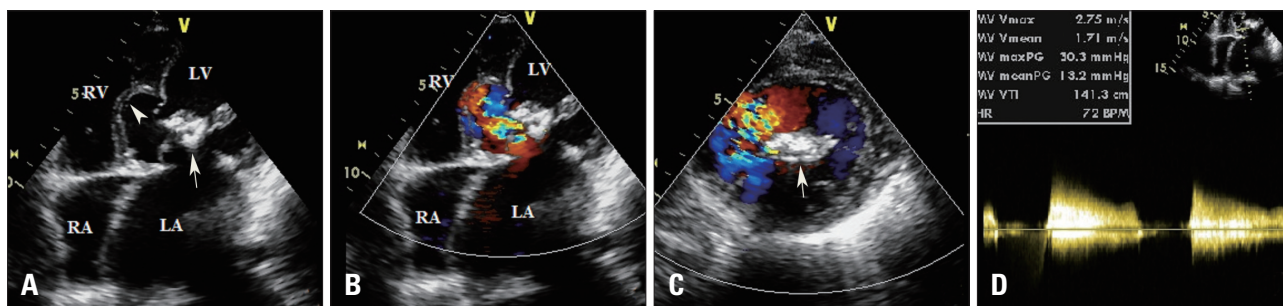 V
LV
RV
5
10
RA
LA
A
V
LV
RV
5
10
RA
LA
B
V
5
C
MV Vmax 2.75 m/s
MV Vmean 1.71 m/s
MV maxPG 30.3 mmHg
MV meanPG 13.2 mmHg
MV VTI 141.3 cm
HR 72 BPM
5
10
15
D